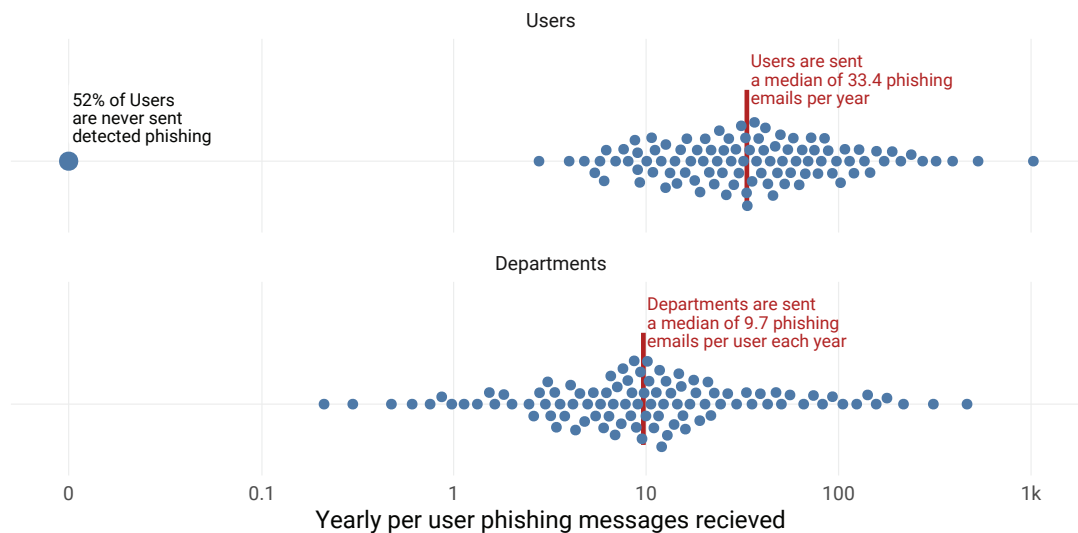 Users
52% of Users
are never sent
detected phishing
Users are sent
a median of 33.4 phishing
emails per year
Departments
Departments are sent
a median of 9.7 phishing
emails per user each year
0
0.1
1
10
100
1k
Yearly per user phishing messages recieved